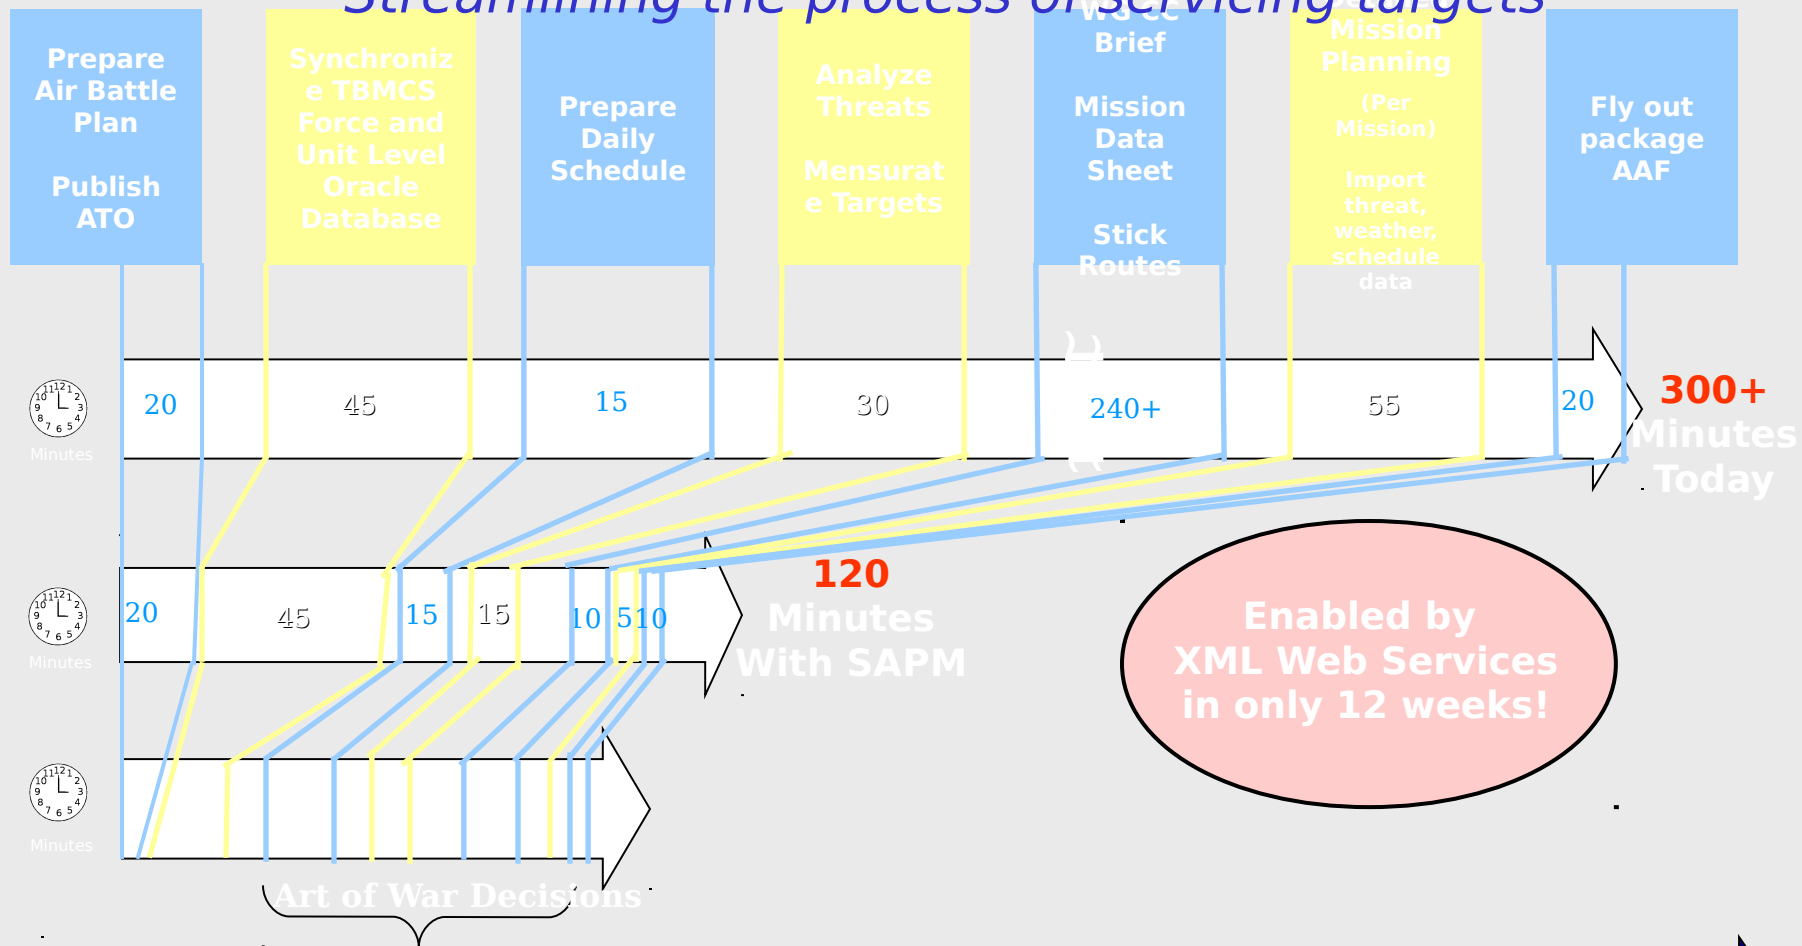 Streamlining the process of servicing targets
Prepare
Air Battle
Plan
Publish
ATO
Synchroniz
e TBMCS
Force and
Unit Level
Oracle
Database
Prepare
Daily
Schedule
Analyze
Threats
Mensurat
e Targets
WG CC
Brief
Mission
Data
Sheet
Stick
Routes
Mission
Planning
(Per
Mission)
Import
threat,
weather,
schedule
data
Fly out
package
AAF
20
45
15
30
240+
55
20
300+
Minutes
Today
Minutes
20
45
15
15
10
5
10
120
Minutes
With SAPM
Minutes
Enabled by
XML Web Services
in only 12 weeks!
Minutes
Art of War Decisions